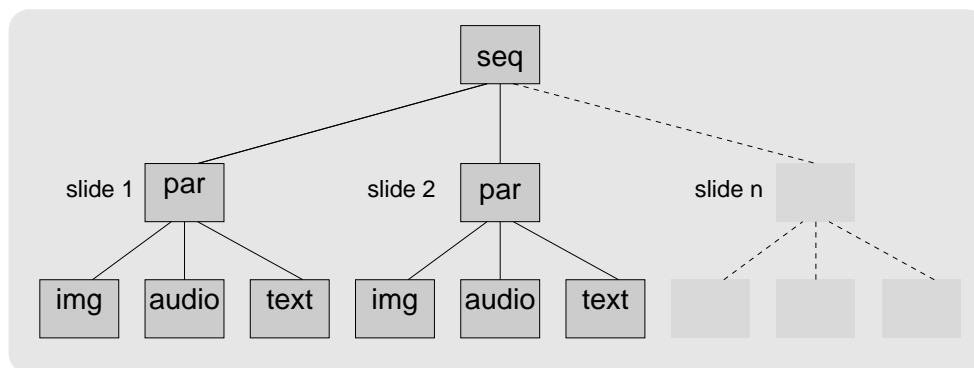 seq
slide 1
par
slide 2
par
slide n
img
audio
text
img
audio
text